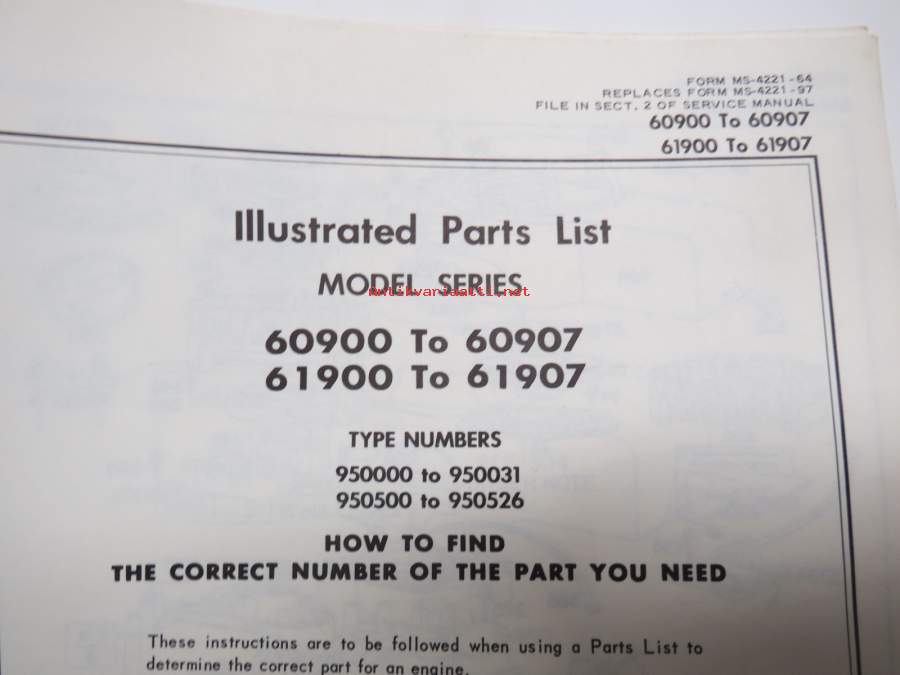 FORM MS-4221-64
REPLACES FORM MS-4221-97
FILE IN SECT. 2 OF SERVICE MANUAL
60900 To 60907
61900 To 61907
Illustrated Parts List
MODEL SERIES
antikvariaatti.net
60900 To 60907
61900 To 61907
TYPE NUMBERS
950000 to 950031
950500 to 950526
HOW TO FIND
THE CORRECT NUMBER OF THE PART YOU NEED
These instructions are to be followed when using a Parts List to
determine the correct part for an engine.